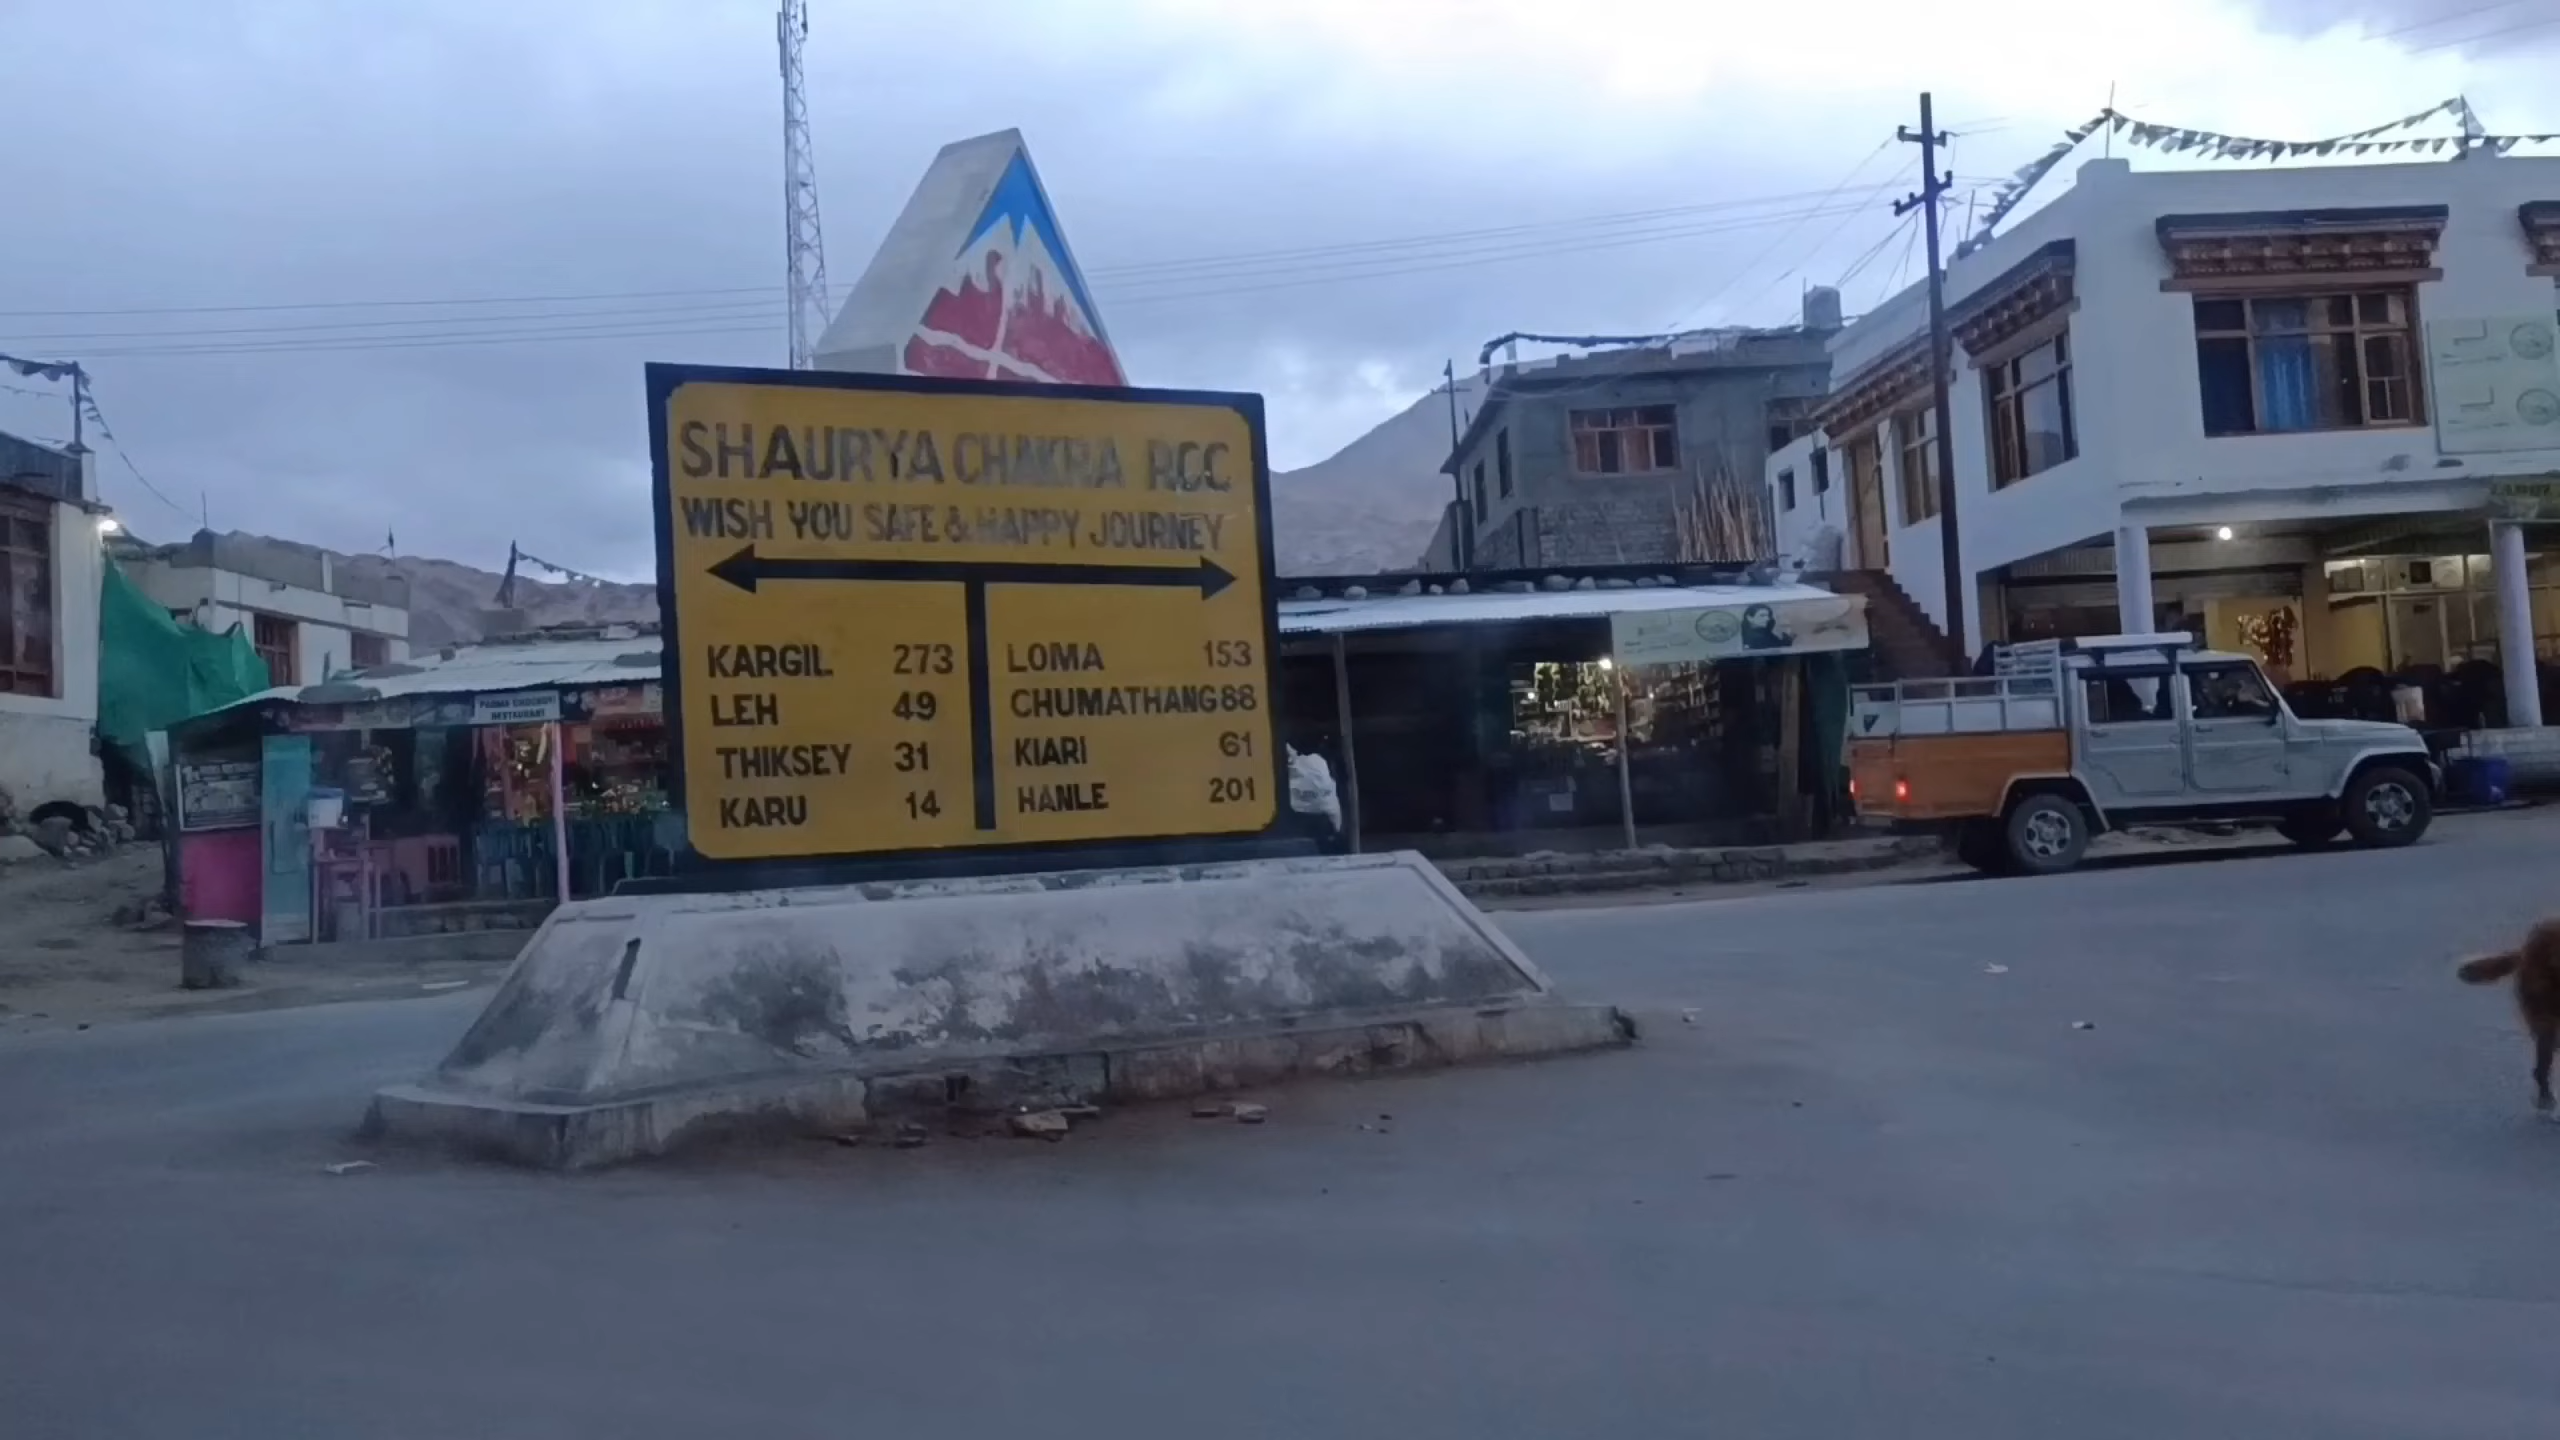 SHAURYA CHAKRA RCC
WISH YOU SAFE & HAPPY JOURNEY
KARGIL 273
LEH 49
THIKSEY 31
KARU 14
LOMA 153
CHUMATHANG 88
KIARI 61
HANLE 201
RESTAURANT